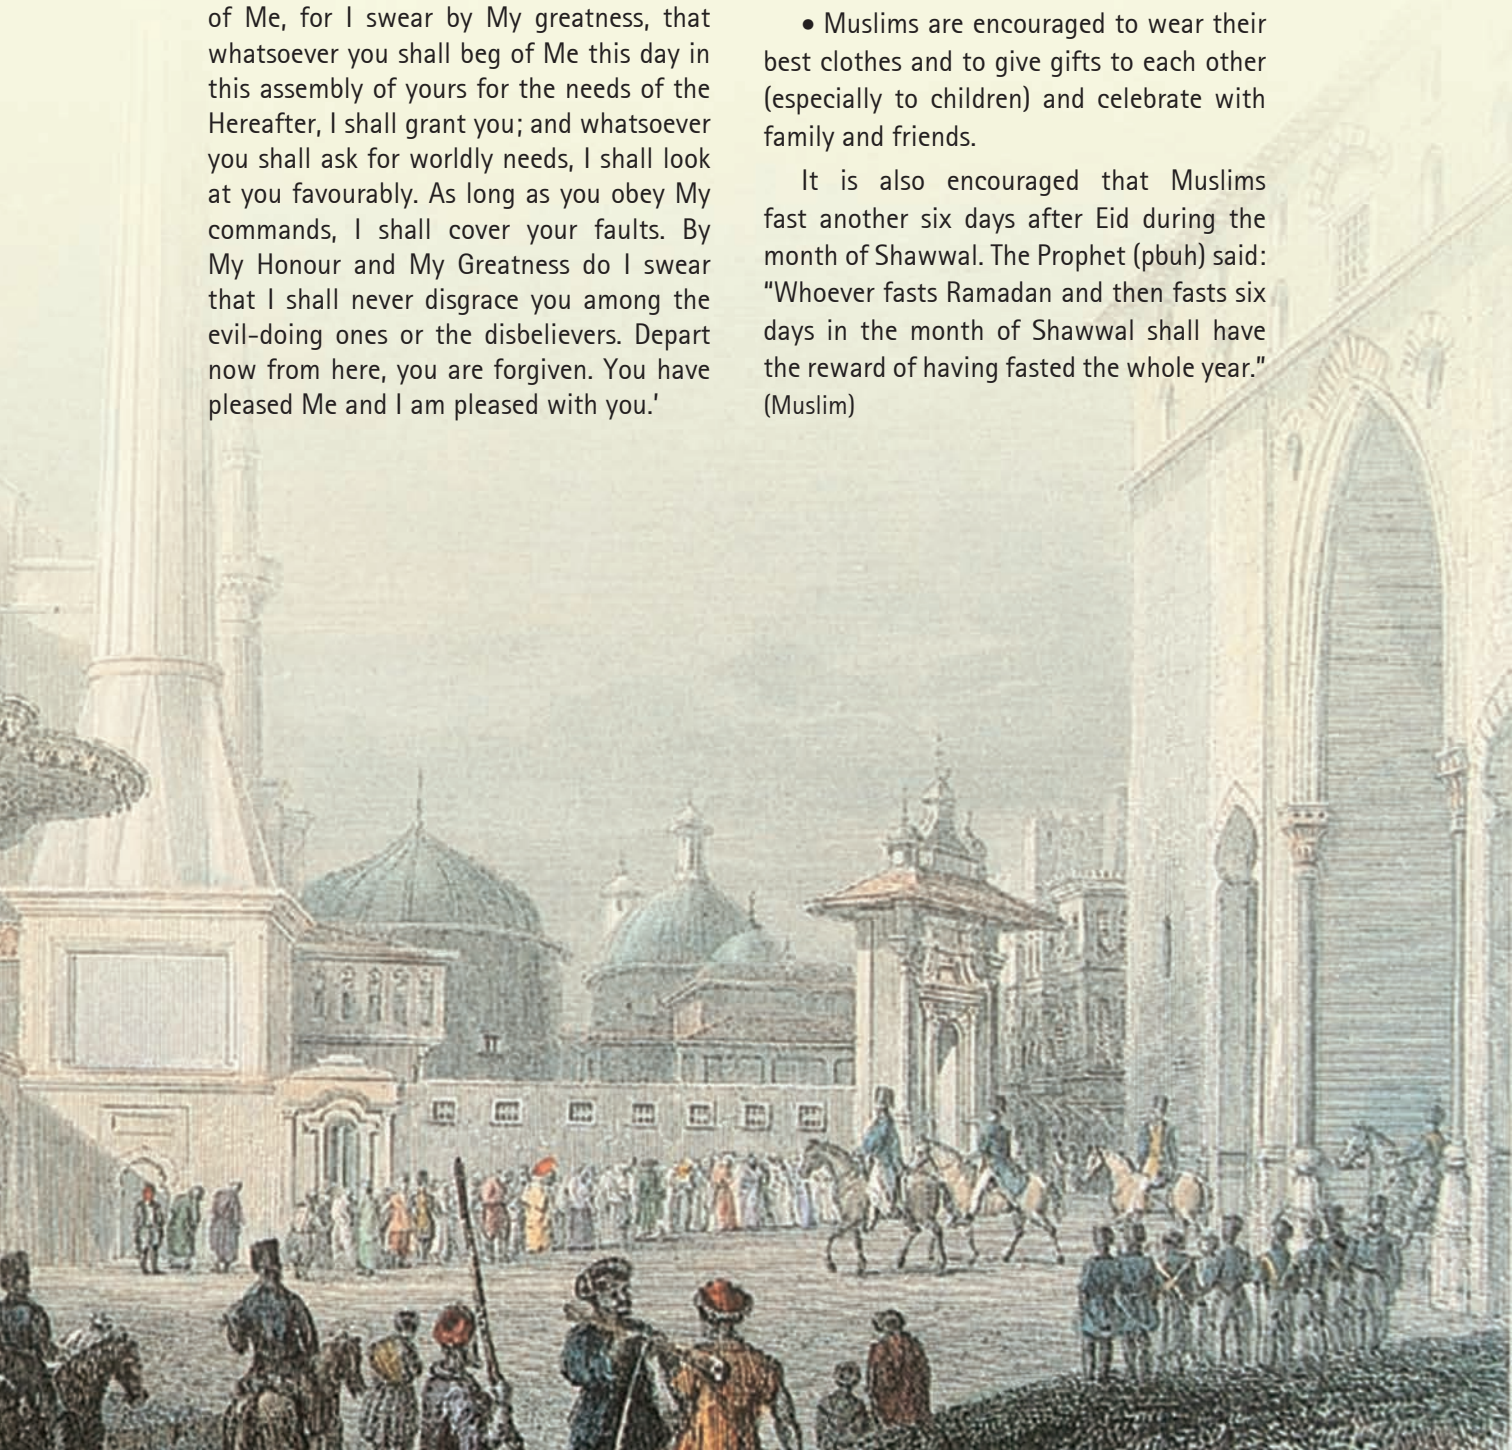 of Me, for I swear by My greatness, that
whatsoever you shall beg of Me this day in
this assembly of yours for the needs of the
Hereafter, I shall grant you; and whatsoever
you shall ask for worldly needs, I shall look
at you favourably. As long as you obey My
commands, I shall cover your faults. By
My Honour and My Greatness do I swear
that I shall never disgrace you among the
evil-doing ones or the disbelievers. Depart
now from here, you are forgiven. You have
pleased Me and I am pleased with you.'
• Muslims are encouraged to wear their
best clothes and to give gifts to each other
(especially to children) and celebrate with
family and friends.
It is also encouraged that Muslims
fast another six days after Eid during the
month of Shawwal. The Prophet (pbuh) said:
"Whoever fasts Ramadan and then fasts six
days in the month of Shawwal shall have
the reward of having fasted the whole year."
(Muslim)